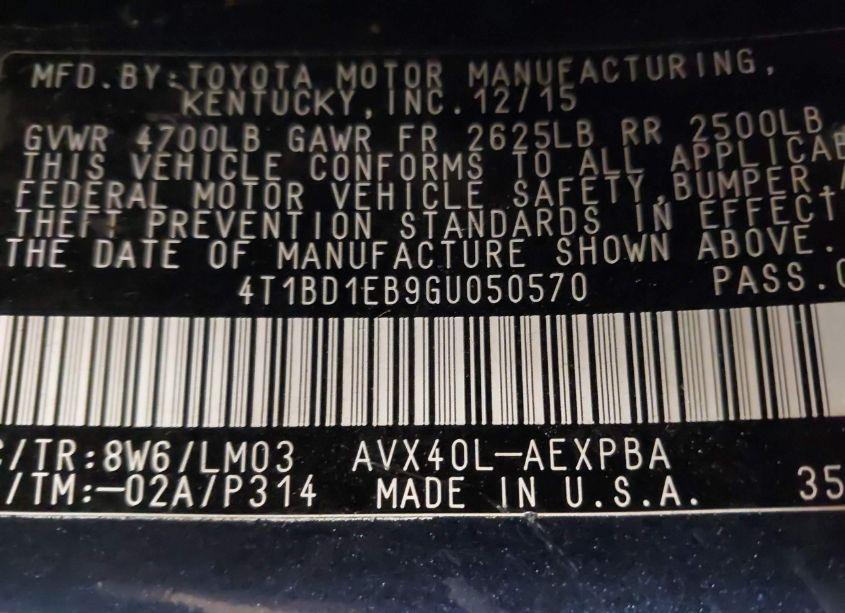 MFD.BY:TOYOTA MOTOR MANUFACTURING,
KENTUCKY,INC.12/15
GVWR 4700LB GAWR FR 2625LB RR 2500LB
THIS VEHICLE CONFORMS TO ALL APPLICAB
FEDERAL MOTOR VEHICLE SAFETY,BUMPER,A
THEFT PREVENTION STANDARDS IN EFFECT
THE DATE OF MANUFACTURE SHOWN ABOVE.
4T1BD1EB9GU050570 PASS.C
C/TR:8W6/LM03 AVX40L-AEXPBA
/TM:-02A/P314 MADE IN U.S.A. 35